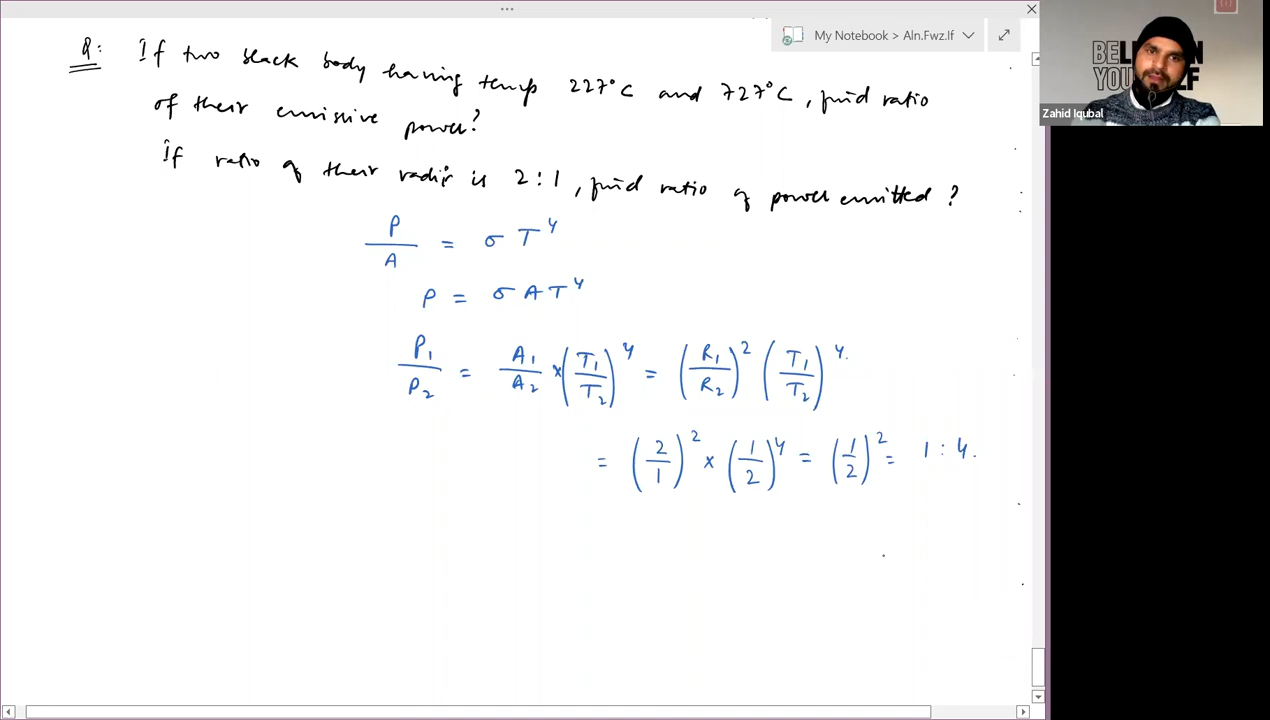 My Notebook > Aln.Fwz.If
Q: If two black body having temp 227°C and 727°C, find ratio
of their emissive power?
If ratio of their radii is 2:1, find ratio of power emitted?
P/A = σ T⁴
P = σ A T⁴
P₁/P₂ = A₁/A₂ × (T₁/T₂)⁴ = (R₁/R₂)² (T₁/T₂)⁴.
= (2/1)² × (1/2)⁴ = (1/2)² = 1 : 4.
Zahid Iqubal